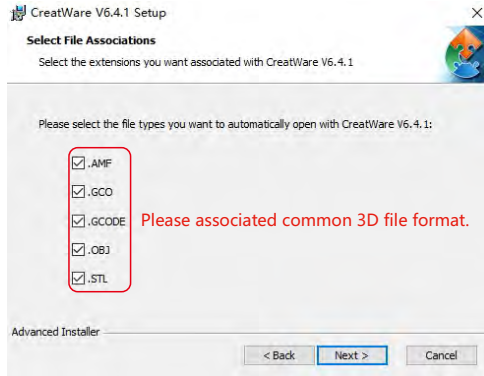 CreatWare V6.4.1 Setup
Select File Associations
Select the extensions you want associated with CreatWare V6.4.1
Please select the file types you want to automatically open with CreatWare V6.4.1:
.AMF
.GCO
.GCODE
Please associated common 3D file format.
.OBJ
.STL
Advanced Installer
< Back Next > Cancel